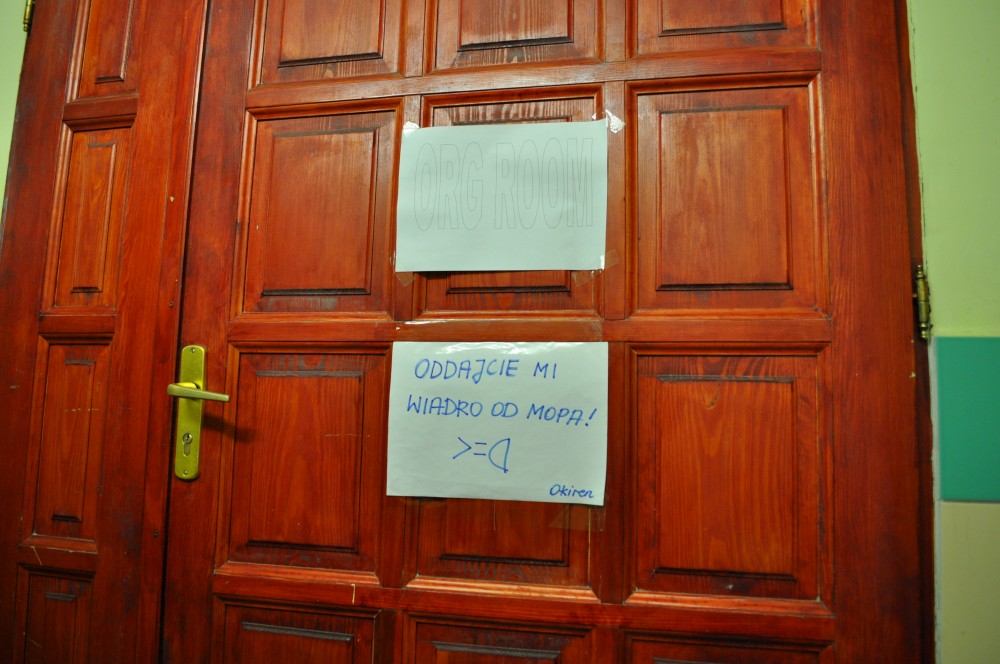 ORG ROOM
ODDAJCIE MI
WIADRO OD MOPA!
>=D
Okiren